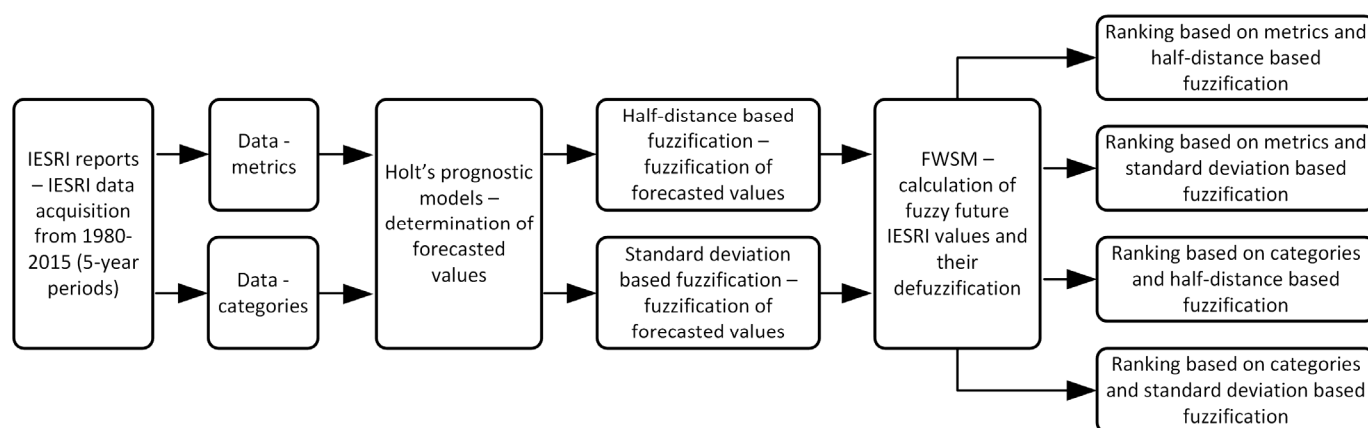 IESRI reports
– IESRI data
acquisition
from 1980-
2015 (5-year
periods)
Data -
metrics
Data -
categories
Holt's prognostic
models –
determination of
forecasted
values
Half-distance based
fuzzification –
fuzzification of
forecasted values
Standard deviation
based fuzzification –
fuzzification of
forecasted values
FWSM –
calculation of
fuzzy future
IESRI values and
their
defuzzification
Ranking based on metrics and
half-distance based
fuzzification
Ranking based on metrics and
standard deviation based
fuzzification
Ranking based on categories
and half-distance based
fuzzification
Ranking based on categories
and standard deviation based
fuzzification